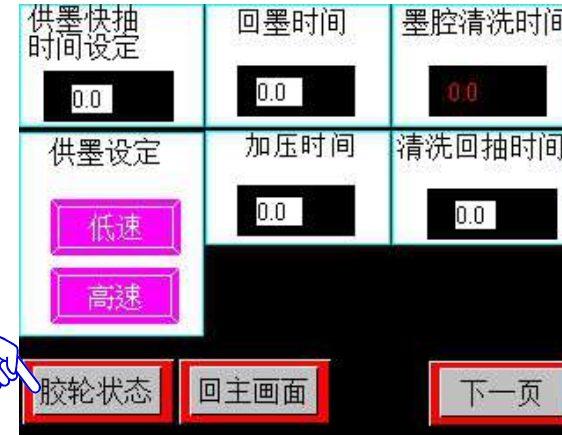 供墨快抽
时间设定
0.0
回墨时间
0.0
墨腔清洗时间
0.0
供墨设定
低速
高速
加压时间
0.0
清洗回抽时间
0.0
胶轮状态
回主画面
下一页